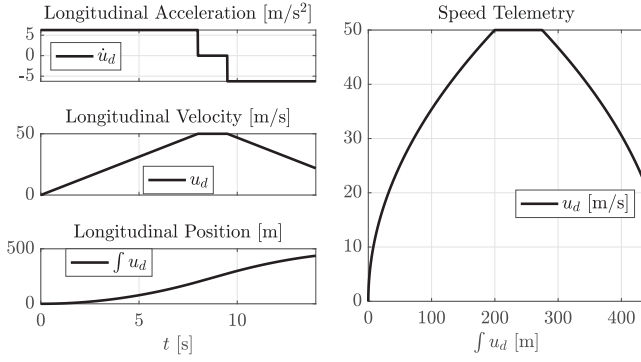 Longitudinal Acceleration [m/s²]
5
0
-5
u̇_d
Longitudinal Velocity [m/s]
50
0
u_d
Longitudinal Position [m]
500
0
∫ u_d
0 5 10
t [s]
Speed Telemetry
50
40
30
20
10
0
u_d [m/s]
0 100 200 300 400
∫ u_d [m]